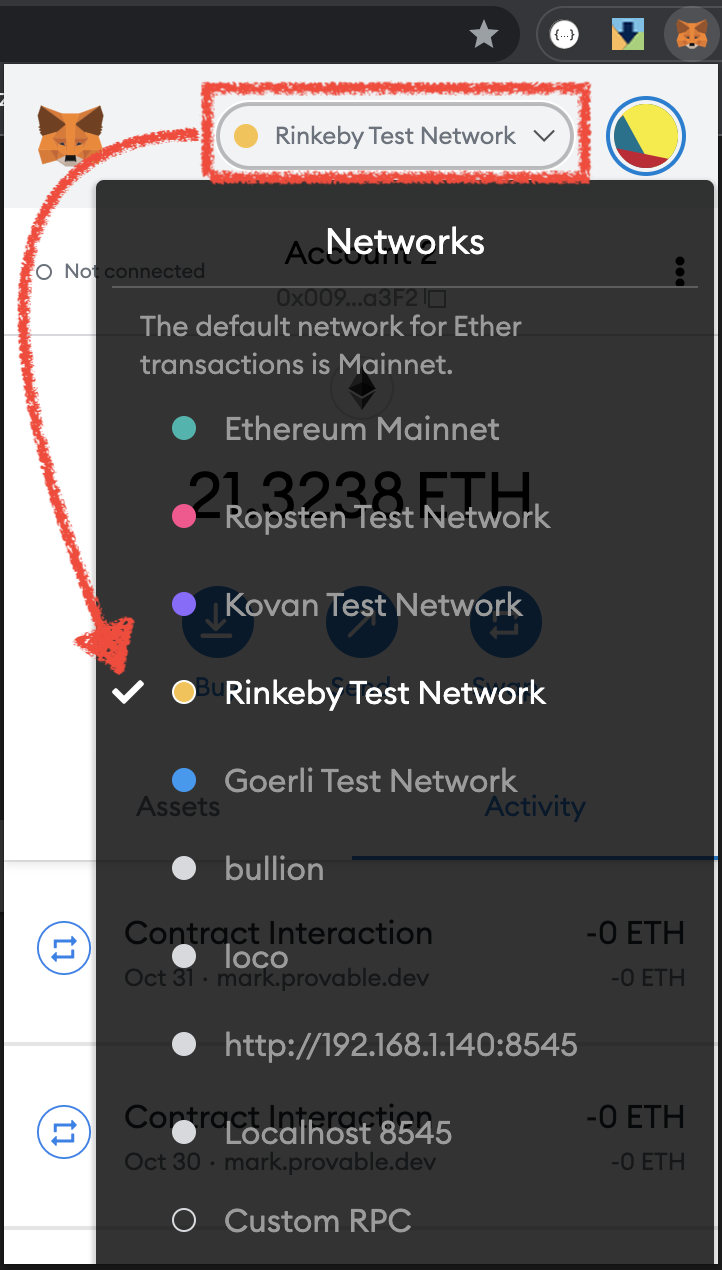 {...}
Rinkeby Test Network
Networks
Account 2
Not connected
0x009...a3F2
The default network for Ether
transactions is Mainnet.
Ethereum Mainnet
21.3238 ETH
Ropsten Test Network
Kovan Test Network
Rinkeby Test Network
Buy
Send
Swap
Goerli Test Network
Assets
Activity
bullion
Contract Interaction
-0 ETH
loco
Oct 31 · mark.provable.dev
-0 ETH
http://192.168.1.140:8545
Contract Interaction
-0 ETH
Localhost 8545
Oct 30 · mark.provable.dev
-0 ETH
Custom RPC